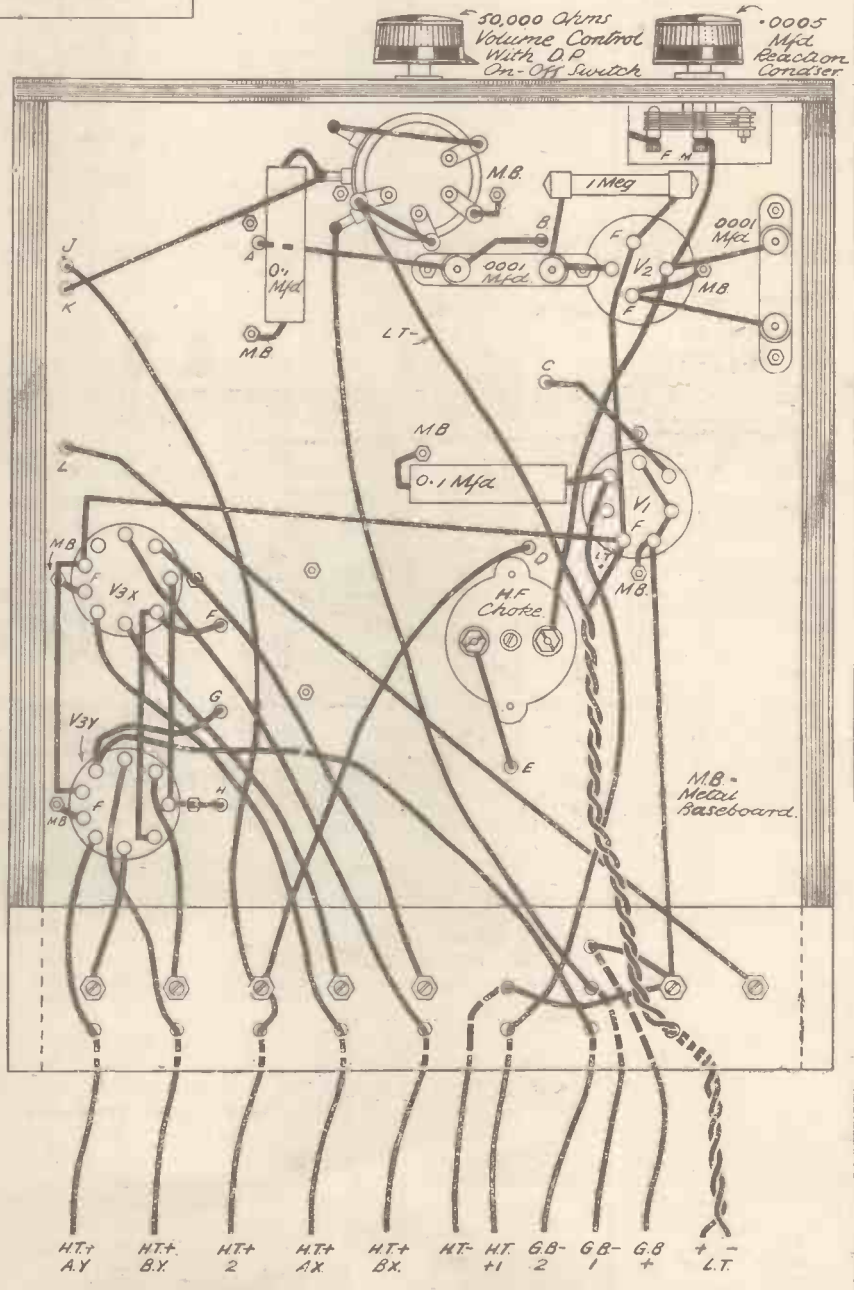 50,000 Ohms
Volume Control
With D.P.
On-Off Switch
.0005
Mfd
Reaction
Condser.
F M
M.B.
1 Meg
J
K
A
0.1
Mfd
M.B.
B
.0001
Mfd.
F
V2
F
M.B
.0001
Mfd
L.T-
C
M.B
0.1 Mfd
V1
F
L.T
M.B.
L
M.B
F
V3X
F
D
H.F
Choke.
G
V3Y
F
H
M.B
E
M.B. -
Metal
Baseboard.
H.T.+
A.Y
H.T.+
B.Y.
H.T.+
2
H.T.+
A.X
H.T.+
B.X.
H.T-
H.T.
+1
G.B-
2
G.B-
1
G.B
+
+ -
L.T.